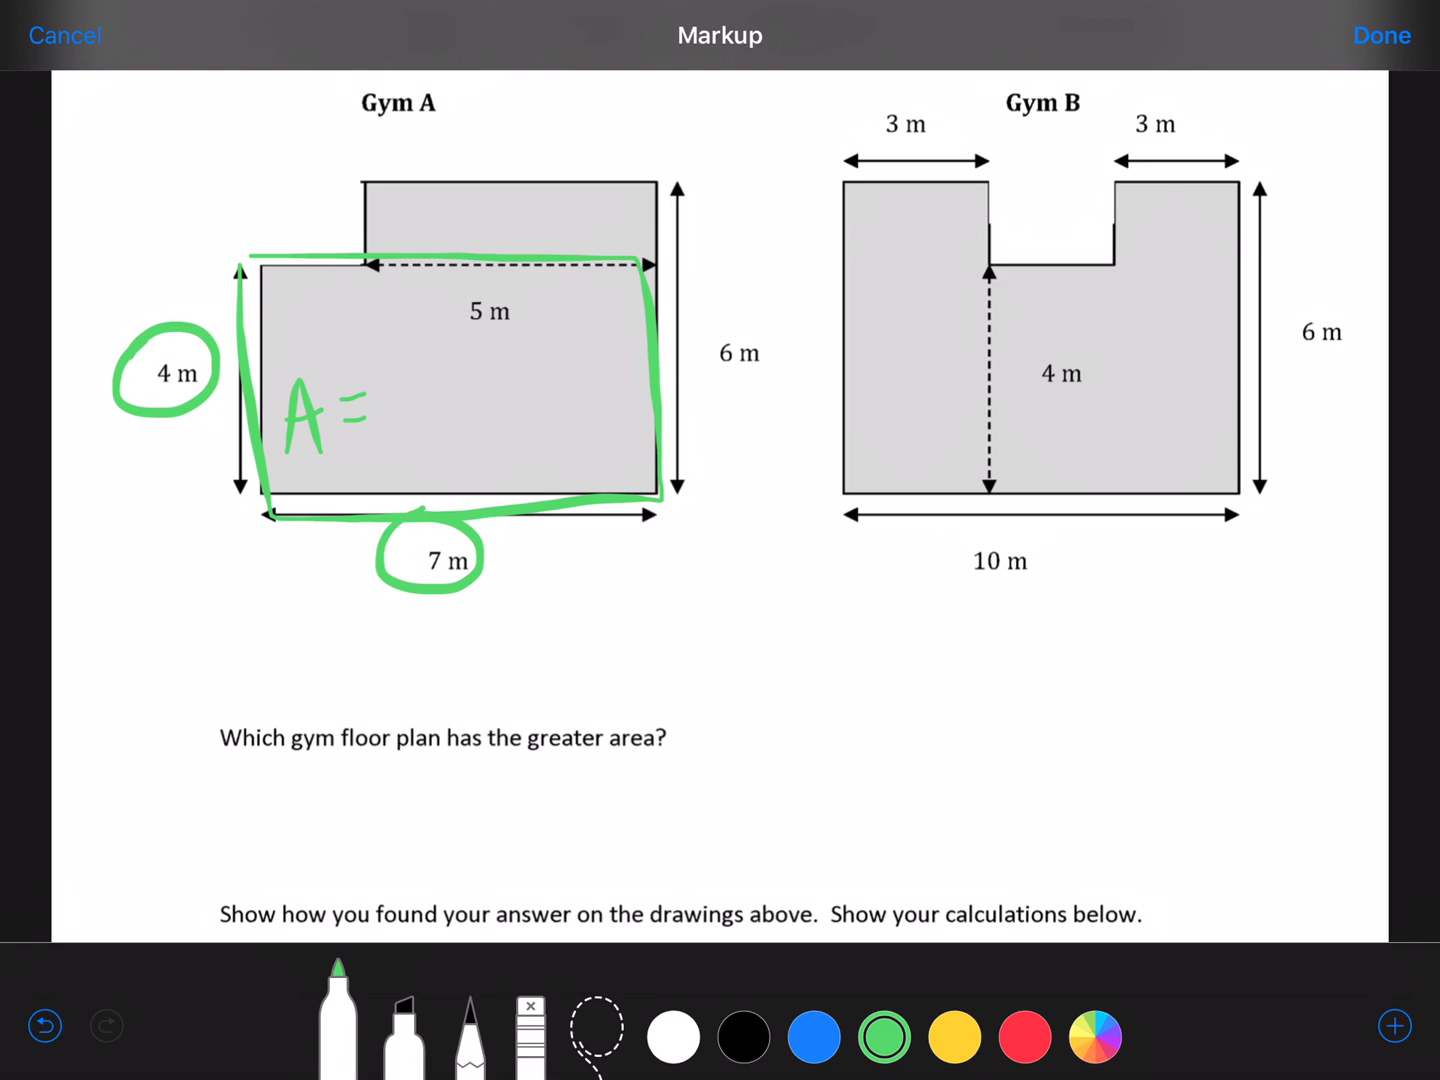 Cancel Markup Done
Gym A Gym B
3 m 3 m
5 m
6 m
6 m
4 m
4 m
A =
7 m
10 m
Which gym floor plan has the greater area?
Show how you found your answer on the drawings above. Show your calculations below.